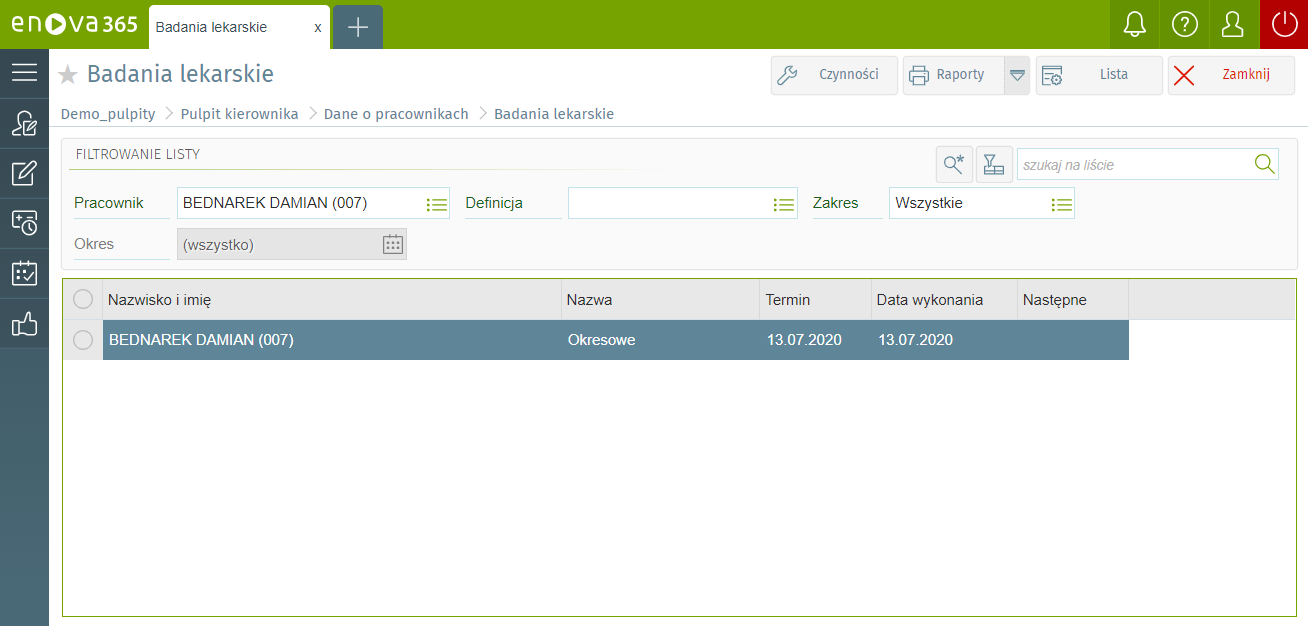 enova365 Badania lekarskie x
Badania lekarskie Czynności Raporty Lista Zamknij
Demo_pulpity Pulpit kierownika Dane o pracownikach Badania lekarskie
FILTROWANIE LISTY szukaj na liście
Pracownik BEDNAREK DAMIAN (007) Definicja Zakres Wszystkie
Okres (wszystko)
Nazwisko i imię Nazwa Termin Data wykonania Następne
BEDNAREK DAMIAN (007) Okresowe 13.07.2020 13.07.2020